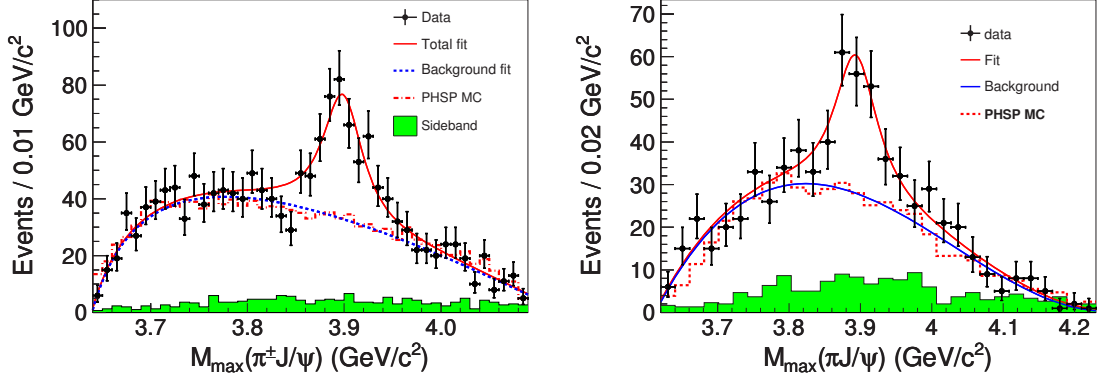 Events / 0.01 GeV/c²
100
80
60
40
20
0
Data
Total fit
Background fit
PHSP MC
Sideband
3.7
3.8
3.9
4.0
M_max(π±J/ψ) (GeV/c²)
Events / 0.02 GeV/c²
70
60
50
40
30
20
10
0
data
Fit
Background
PHSP MC
3.7
3.8
3.9
4
4.1
4.2
M_max(πJ/ψ) (GeV/c²)